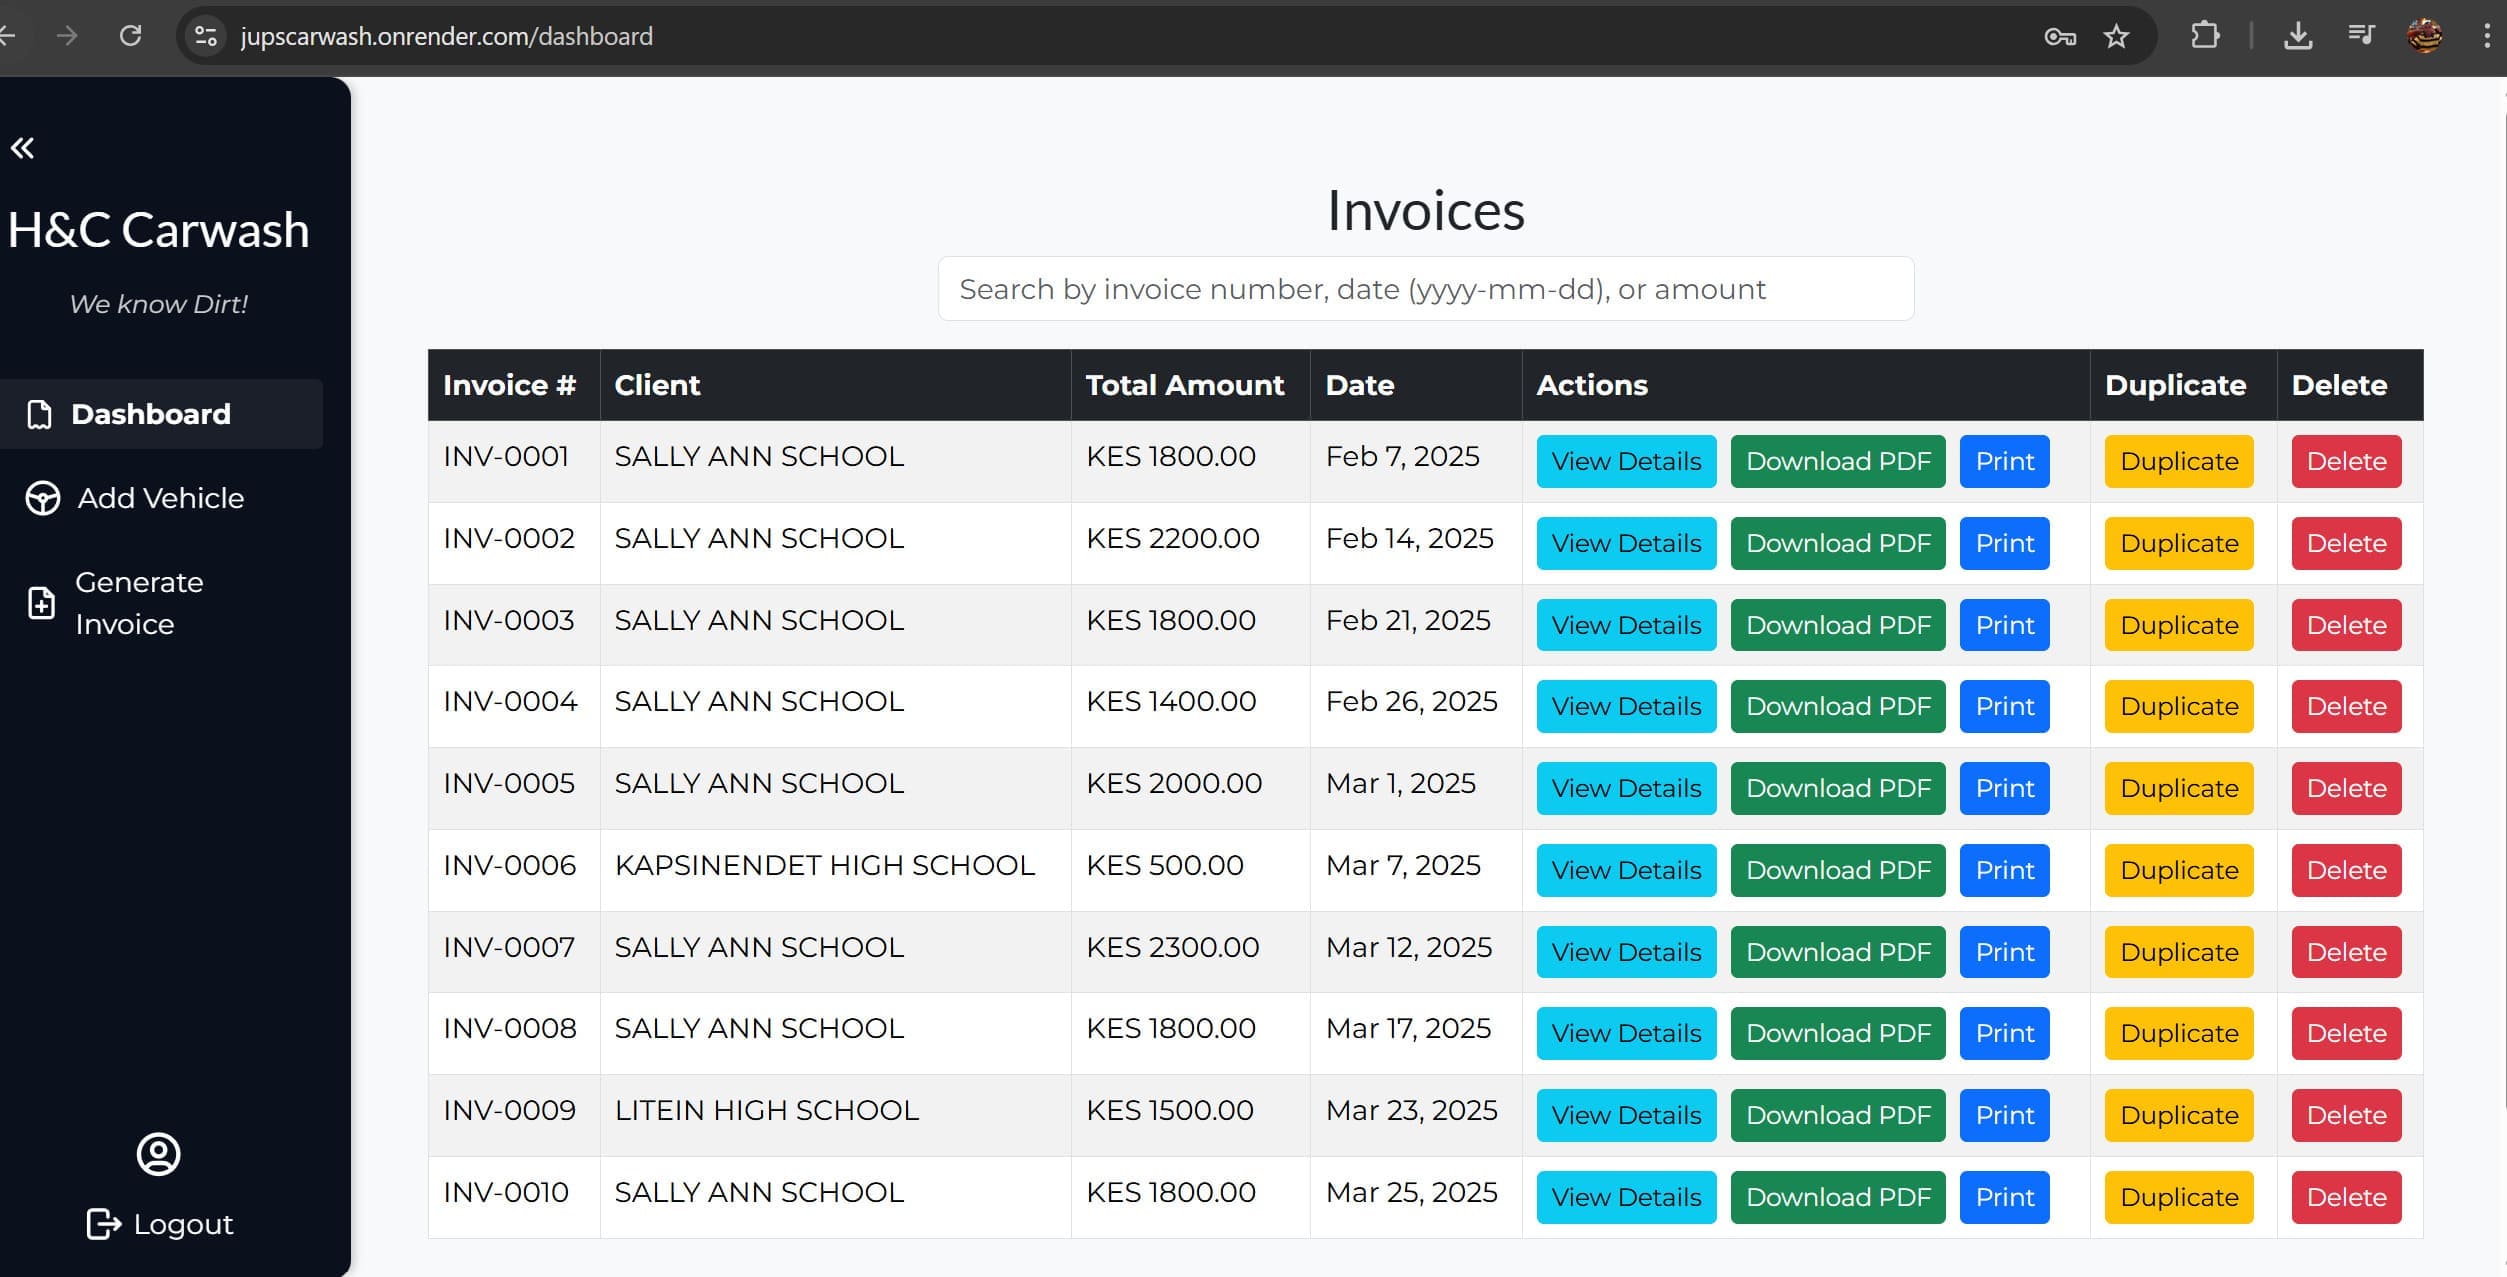 jupscarwash.onrender.com/dashboard
H&C Carwash
We know Dirt!
Dashboard
Add Vehicle
Generate
Invoice
Logout
Invoices
Search by invoice number, date (yyyy-mm-dd), or amount
Invoice # Client Total Amount Date Actions Duplicate Delete
INV-0001 SALLY ANN SCHOOL KES 1800.00 Feb 7, 2025 View Details Download PDF Print Duplicate Delete
INV-0002 SALLY ANN SCHOOL KES 2200.00 Feb 14, 2025 View Details Download PDF Print Duplicate Delete
INV-0003 SALLY ANN SCHOOL KES 1800.00 Feb 21, 2025 View Details Download PDF Print Duplicate Delete
INV-0004 SALLY ANN SCHOOL KES 1400.00 Feb 26, 2025 View Details Download PDF Print Duplicate Delete
INV-0005 SALLY ANN SCHOOL KES 2000.00 Mar 1, 2025 View Details Download PDF Print Duplicate Delete
INV-0006 KAPSINENDET HIGH SCHOOL KES 500.00 Mar 7, 2025 View Details Download PDF Print Duplicate Delete
INV-0007 SALLY ANN SCHOOL KES 2300.00 Mar 12, 2025 View Details Download PDF Print Duplicate Delete
INV-0008 SALLY ANN SCHOOL KES 1800.00 Mar 17, 2025 View Details Download PDF Print Duplicate Delete
INV-0009 LITEIN HIGH SCHOOL KES 1500.00 Mar 23, 2025 View Details Download PDF Print Duplicate Delete
INV-0010 SALLY ANN SCHOOL KES 1800.00 Mar 25, 2025 View Details Download PDF Print Duplicate Delete